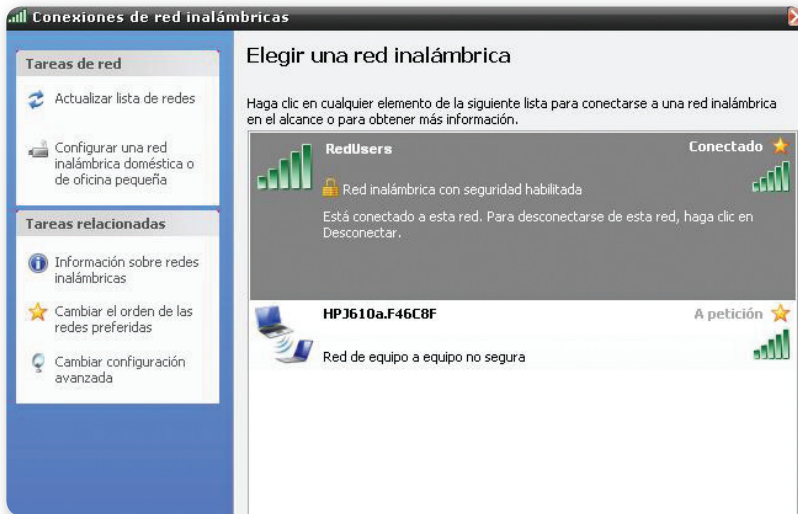 Conexiones de red inalámbricas
Tareas de red
Actualizar lista de redes
Configurar una red
inalámbrica doméstica o
de oficina pequeña
Tareas relacionadas
Información sobre redes
inalámbricas
Cambiar el orden de las
redes preferidas
Cambiar configuración
avanzada
Elegir una red inalámbrica
Haga clic en cualquier elemento de la siguiente lista para conectarse a una red inalámbrica
en el alcance o para obtener más información.
RedUsers Conectado
Red inalámbrica con seguridad habilitada
Está conectado a esta red. Para desconectarse de esta red, haga clic en
Desconectar.
HPJ610a.F46C8F A petición
Red de equipo a equipo no segura